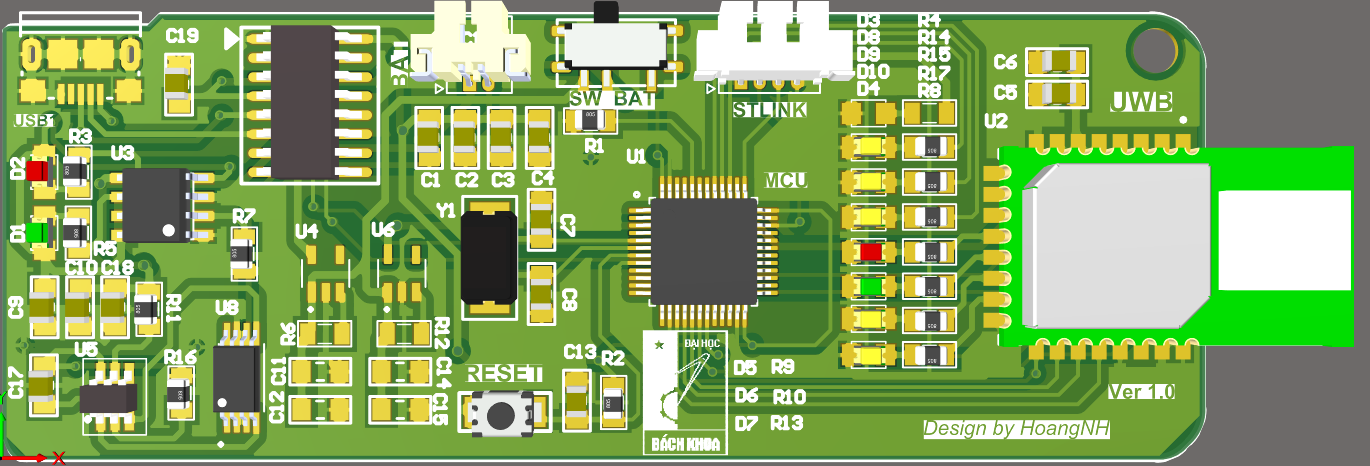 C19
BAT
SW BAT
STLINK
D3 R4
D8 R14
D9 R15
D10 R17
D4 R8
C6
C5
UWB
U2
USB1
R3
U3
D2
D1
R5
C10 C18
R7
C1 C2 C3 C4
R1
U1
MCU
Y1
C7
C8
U4
U6
C9
R11
U8
R6
R12
U5
R16
C17
C11
C12
C14
C15
RESET
C13
R2
ĐẠI HỌC
BÁCH KHOA
D5 R9
D6 R10
D7 R13
Ver 1.0
Design by HoangNH
X